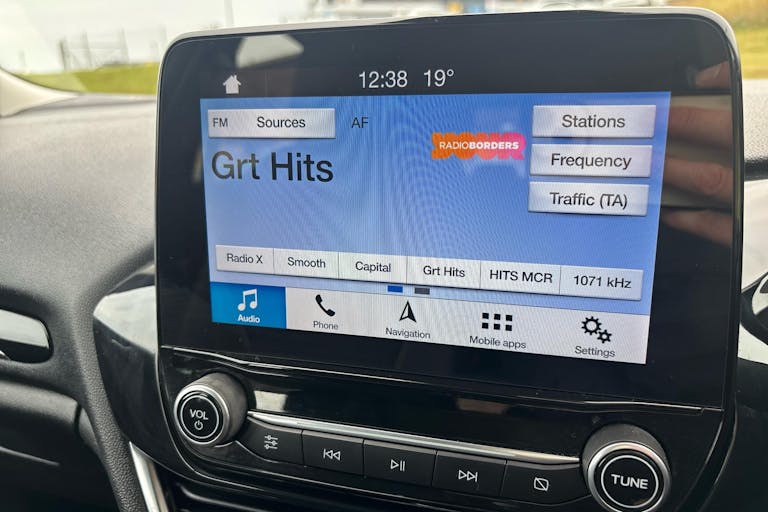 12:38 19°
FM Sources AF
Stations
RADIOBORDERS
Grt Hits
Frequency
Traffic (TA)
Radio X Smooth Capital Grt Hits HITS MCR 1071 kHz
Audio Phone Navigation Mobile apps Settings
VOL
TUNE